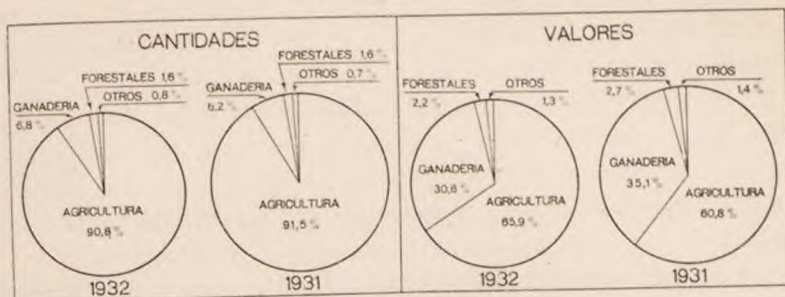 CANTIDADES
FORESTALES 1,6 %
OTROS 0,8 %
GANADERIA
6,8 %
AGRICULTURA
90,8 %
1932
FORESTALES 1,6 %
OTROS 0,7 %
GANADERIA
6,2 %
AGRICULTURA
91,5 %
1931
VALORES
FORESTALES
2,2 %
OTROS
1,3 %
GANADERIA
30,6 %
AGRICULTURA
65,9 %
1932
FORESTALES
2,7 %
OTROS
1,4 %
GANADERIA
35,1 %
AGRICULTURA
60,8 %
1931